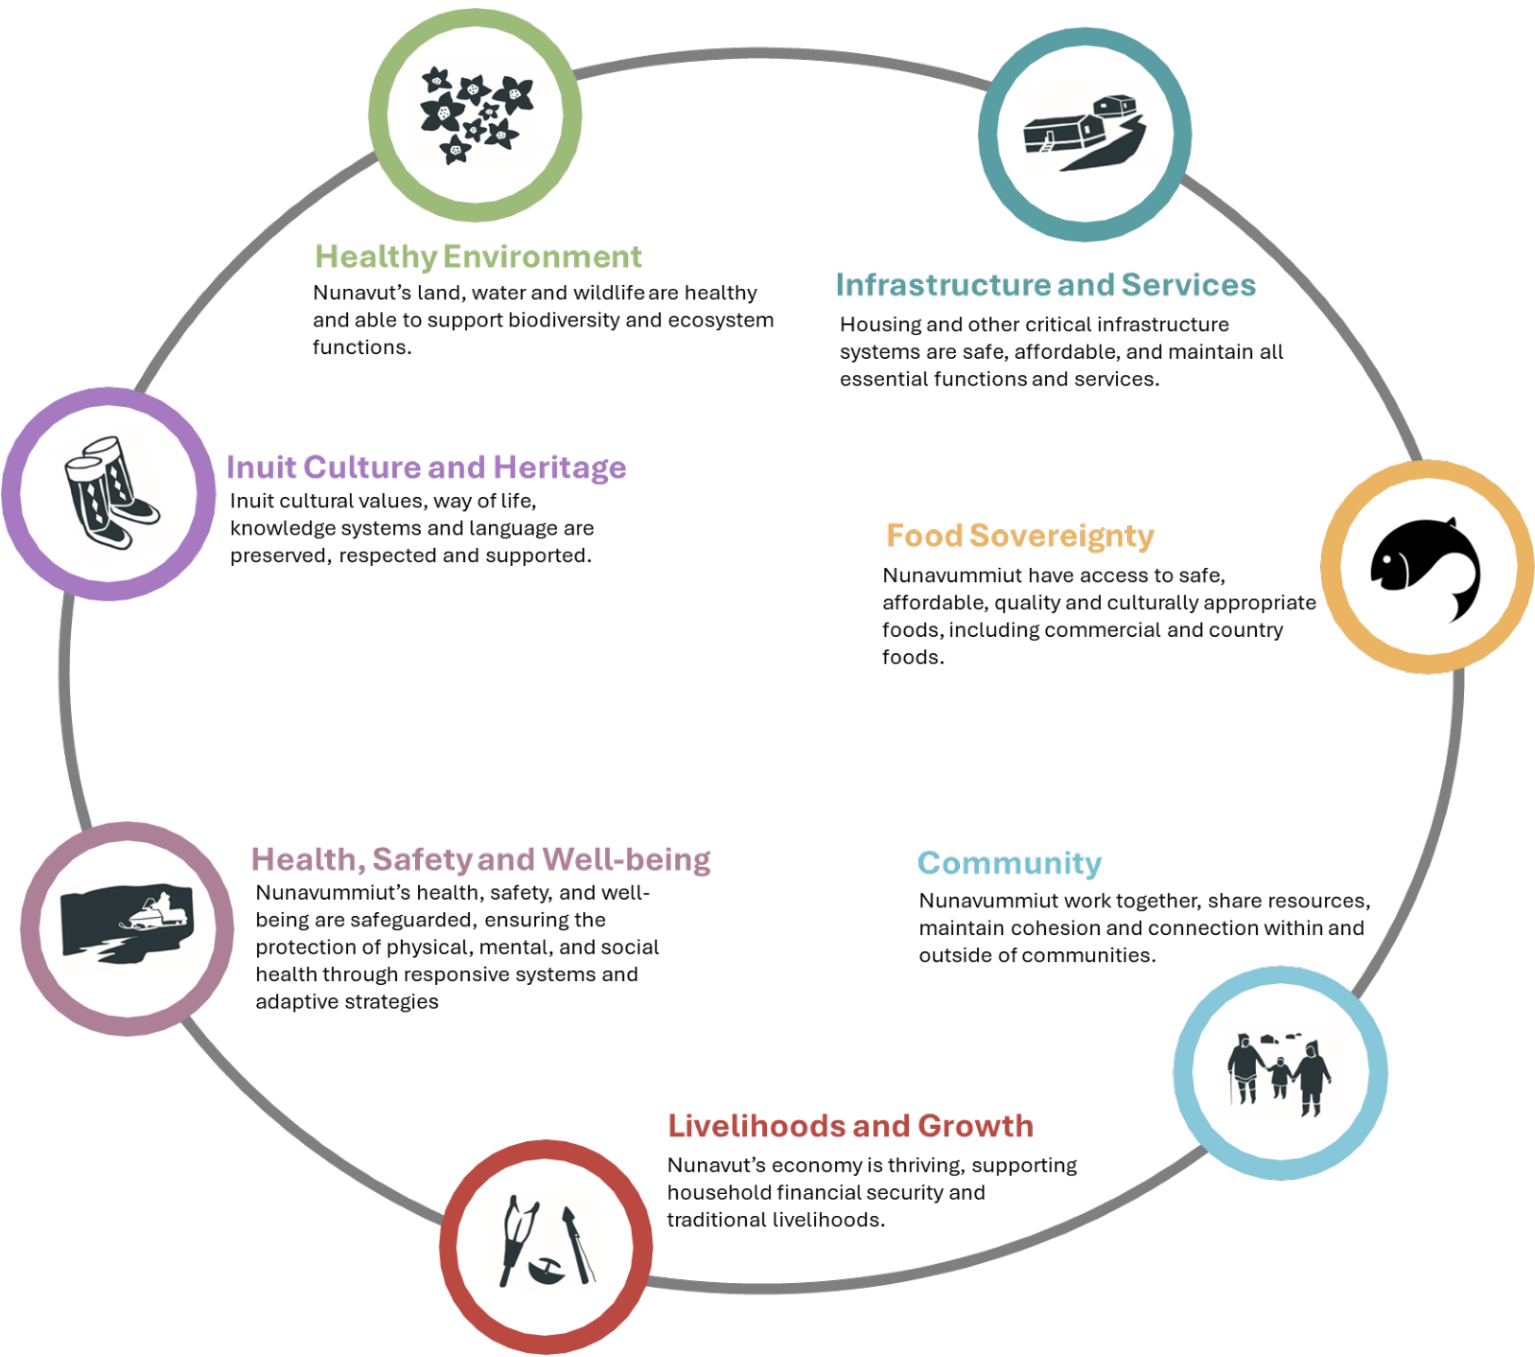 Healthy Environment
Nunavut's land, water and wildlife are healthy
and able to support biodiversity and ecosystem
functions.
Infrastructure and Services
Housing and other critical infrastructure
systems are safe, affordable, and maintain all
essential functions and services.
Inuit Culture and Heritage
Inuit cultural values, way of life,
knowledge systems and language are
preserved, respected and supported.
Food Sovereignty
Nunavummiut have access to safe,
affordable, quality and culturally appropriate
foods, including commercial and country
foods.
Health, Safety and Well-being
Nunavummiut's health, safety, and well-
being are safeguarded, ensuring the
protection of physical, mental, and social
health through responsive systems and
adaptive strategies
Community
Nunavummiut work together, share resources,
maintain cohesion and connection within and
outside of communities.
Livelihoods and Growth
Nunavut's economy is thriving, supporting
household financial security and
traditional livelihoods.